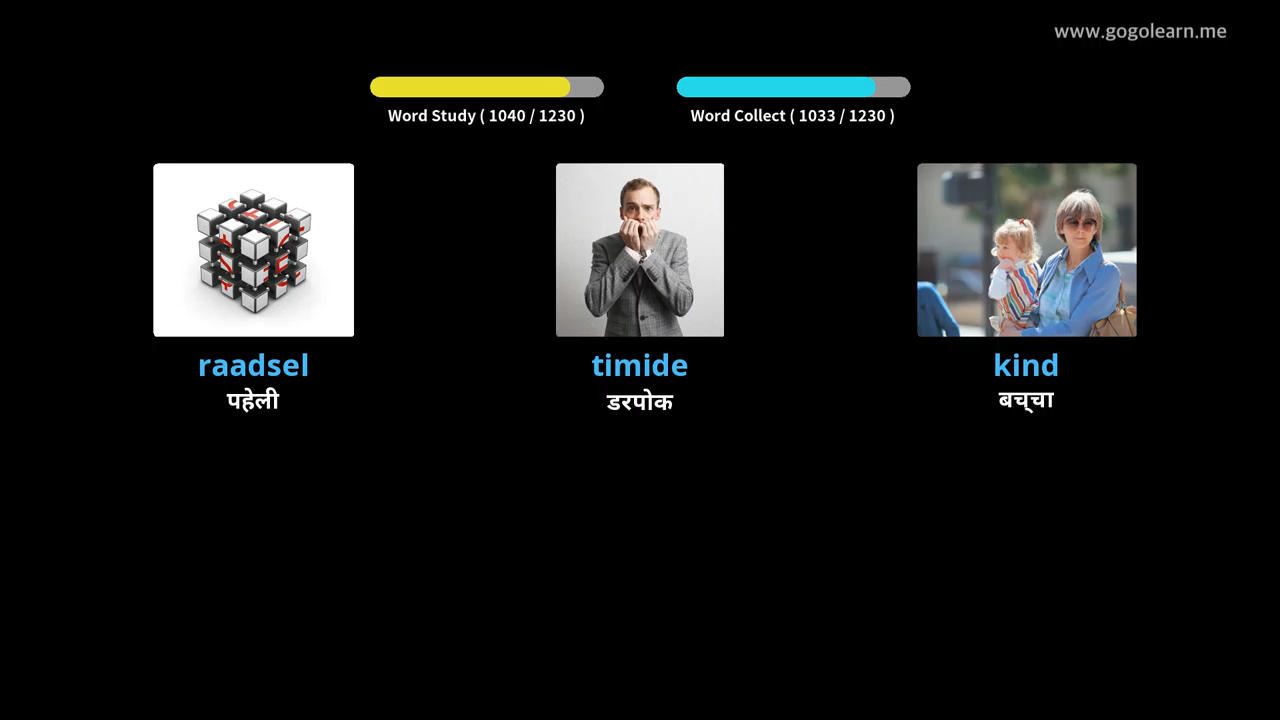 www.gogolearn.me
Word Study ( 1040 / 1230 )
Word Collect ( 1033 / 1230 )
raadsel
पहेली
timide
डरपोक
kind
बच्चा